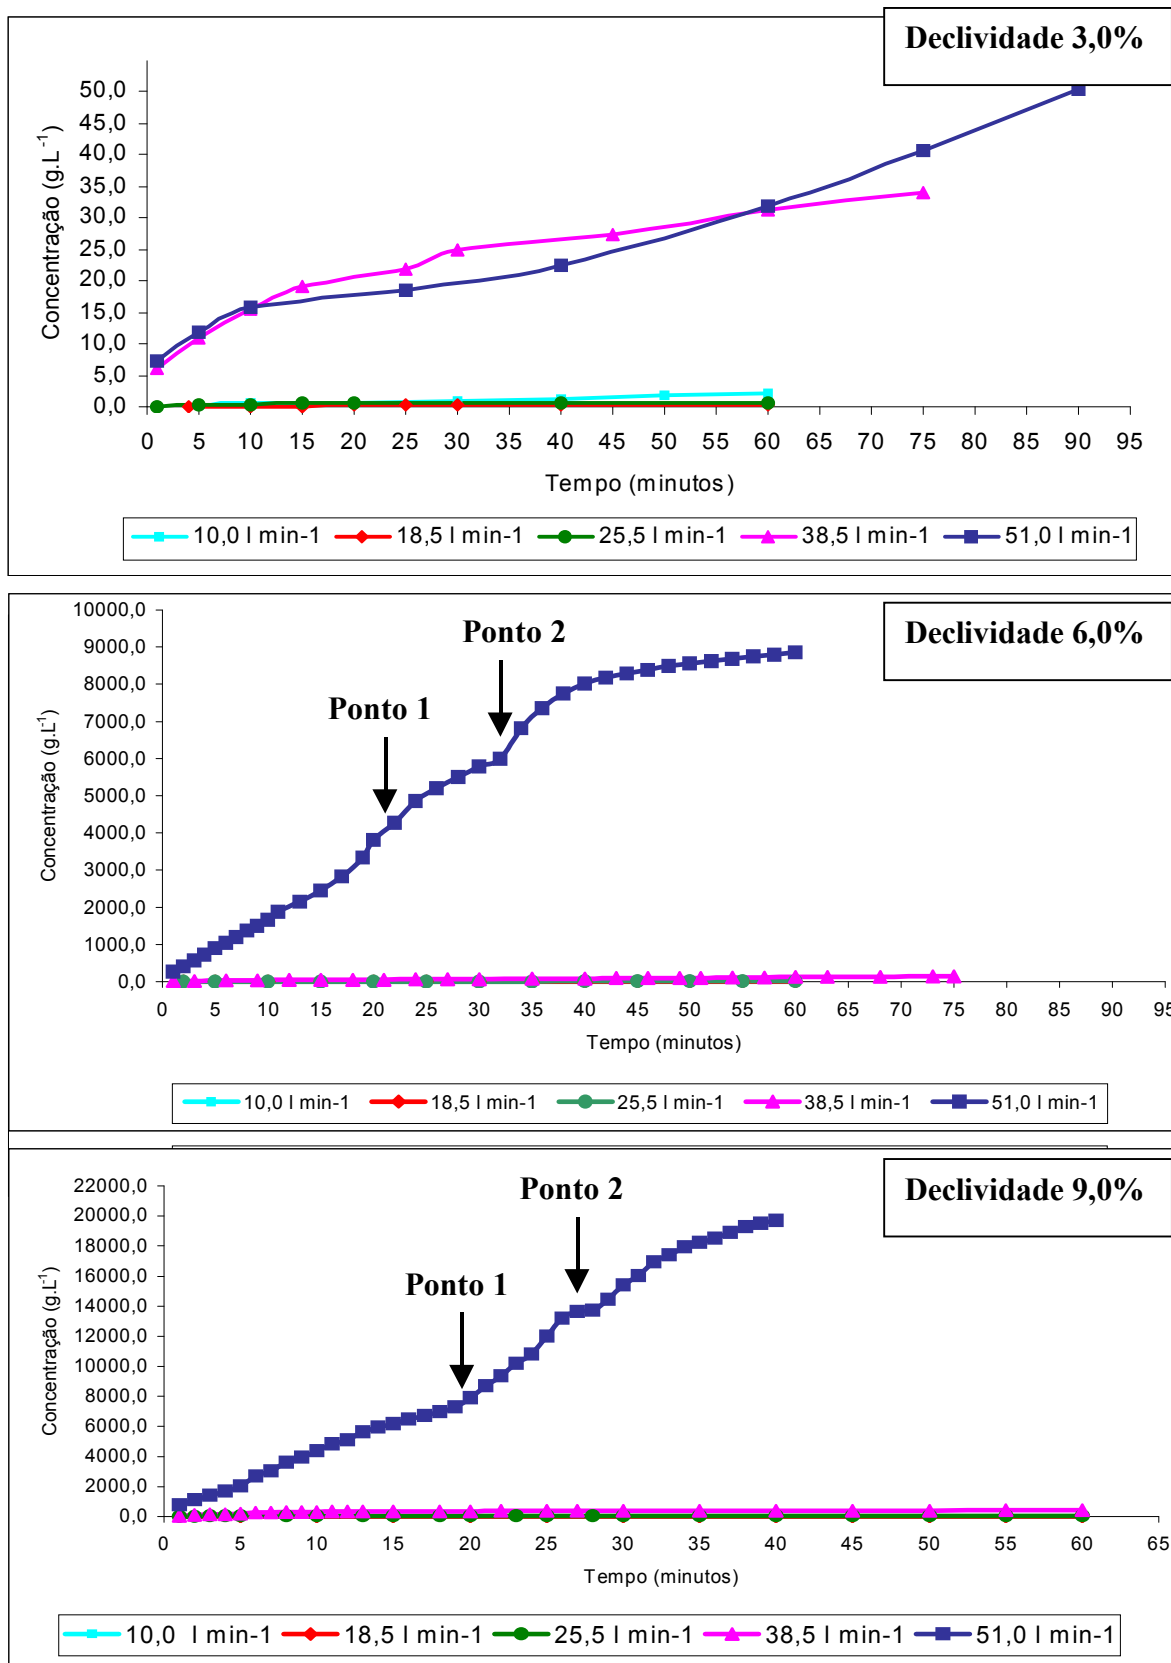 Declividade 3,0%
Concentração (g.L-1)
50,0
45,0
40,0
35,0
30,0
25,0
20,0
15,0
10,0
5,0
0,0
0 5 10 15 20 25 30 35 40 45 50 55 60 65 70 75 80 85 90 95
Tempo (minutos)
10,0 l min-1 18,5 l min-1 25,5 l min-1 38,5 l min-1 51,0 l min-1
Declividade 6,0%
Ponto 2
Ponto 1
Concentração (g.L-1)
10000,0
9000,0
8000,0
7000,0
6000,0
5000,0
4000,0
3000,0
2000,0
1000,0
0,0
0 5 10 15 20 25 30 35 40 45 50 55 60 65 70 75 80 85 90 95
Tempo (minutos)
10,0 l min-1 18,5 l min-1 25,5 l min-1 38,5 l min-1 51,0 l min-1
Declividade 9,0%
Ponto 2
Ponto 1
Concentração (g.L-1)
22000,0
20000,0
18000,0
16000,0
14000,0
12000,0
10000,0
8000,0
6000,0
4000,0
2000,0
0,0
0 5 10 15 20 25 30 35 40 45 50 55 60 65
Tempo (minutos)
10,0 l min-1 18,5 l min-1 25,5 l min-1 38,5 l min-1 51,0 l min-1